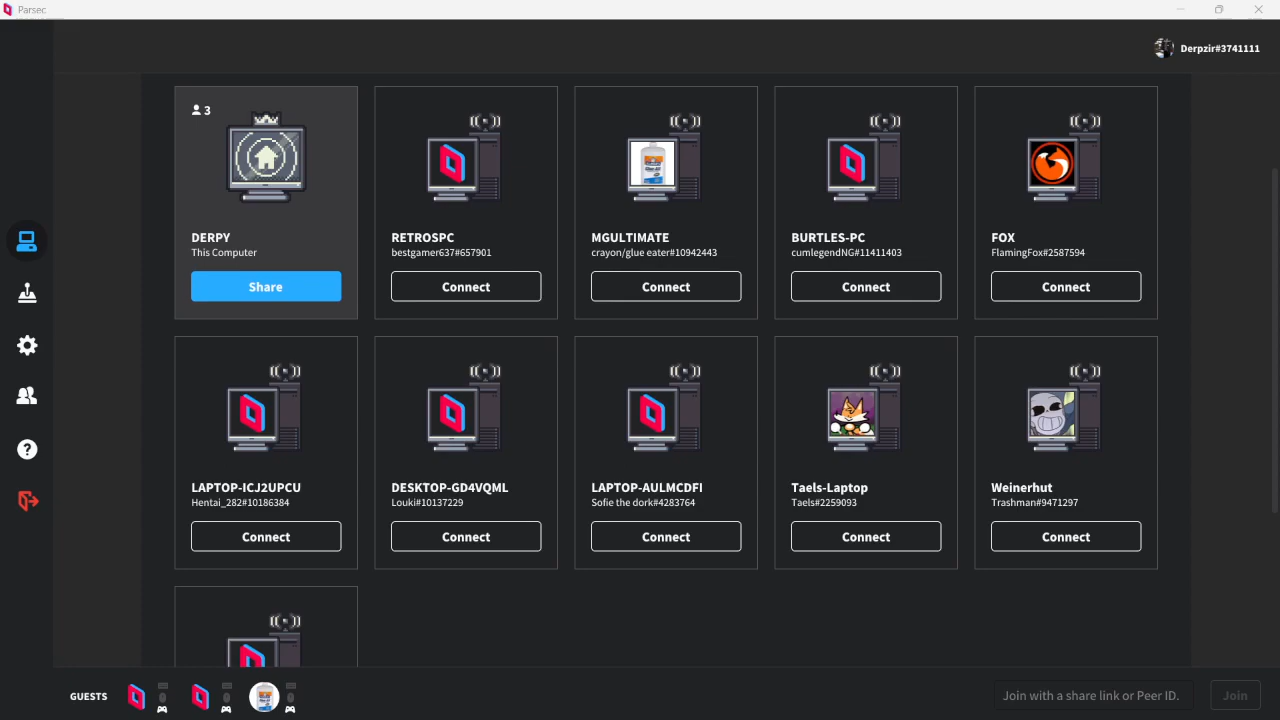 Parsec
Derpzir#3741111
3
DERPY
This Computer
Share
RETROSPC
bestgamer637#657901
Connect
MGULTIMATE
crayon/glue eater#10942443
Connect
BURTLES-PC
cumlegendNG#11411403
Connect
FOX
FlamingFox#2587594
Connect
LAPTOP-ICJ2UPCU
Hentai_282#10186384
Connect
DESKTOP-GD4VQML
Louki#10137229
Connect
LAPTOP-AULMCDFI
Sofie the dork#4283764
Connect
Taels-Laptop
Taels#2259093
Connect
Weinerhut
Trashman#9471297
Connect
GUESTS
Join with a share link or Peer ID.
Join